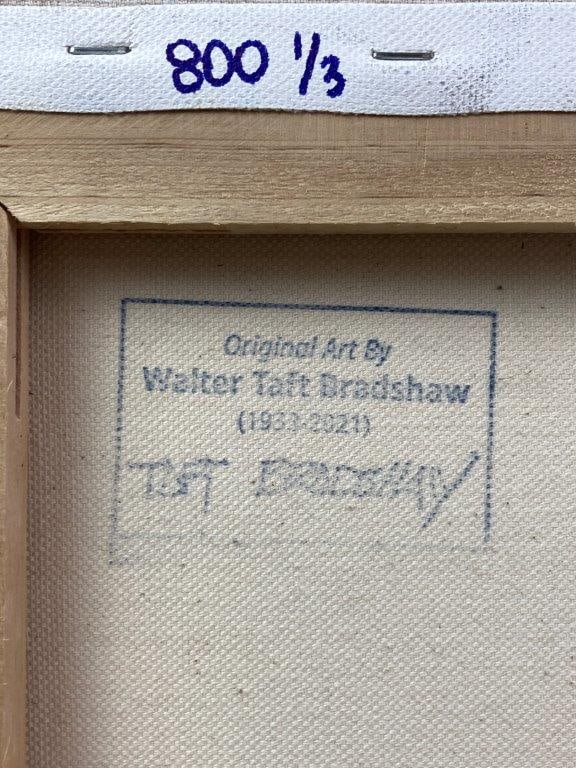 800 1/3
Original Art By
Walter Taft Bradshaw
(1933-2021)
TAFT BRADSHAW